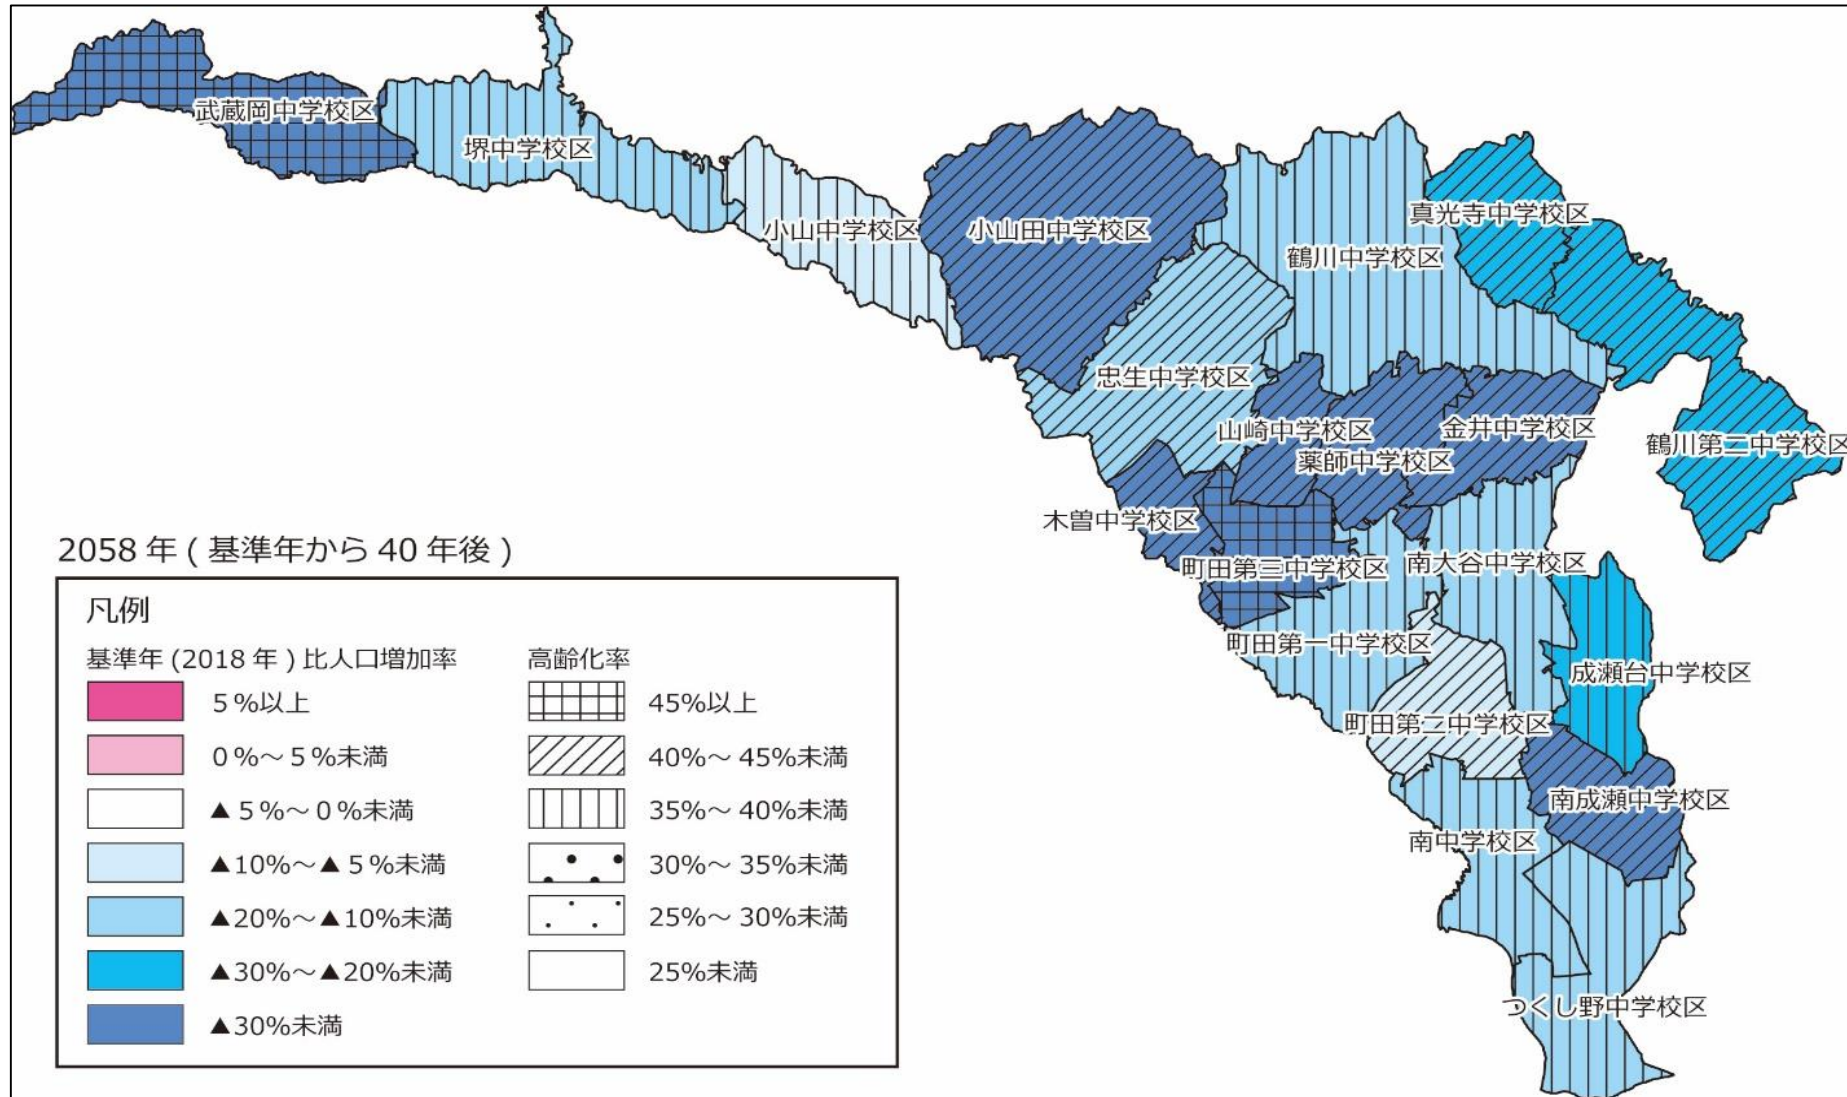 武蔵岡中学校区
堺中学校区
小山中学校区
小山田中学校区
真光寺中学校区
鶴川中学校区
忠生中学校区
山崎中学校区
金井中学校区
薬師中学校区
鶴川第二中学校区
木曽中学校区
町田第三中学校区
南大谷中学校区
町田第一中学校区
成瀬台中学校区
町田第二中学校区
南成瀬中学校区
南中学校区
つくし野中学校区
2058 年 ( 基準年から 40 年後 )
凡例
基準年 (2018 年 ) 比人口増加率
5%以上
0%～5%未満
▲5%～0%未満
▲10%～▲5%未満
▲20%～▲10%未満
▲30%～▲20%未満
▲30%未満
高齢化率
45%以上
40%～45%未満
35%～40%未満
30%～35%未満
25%～30%未満
25%未満